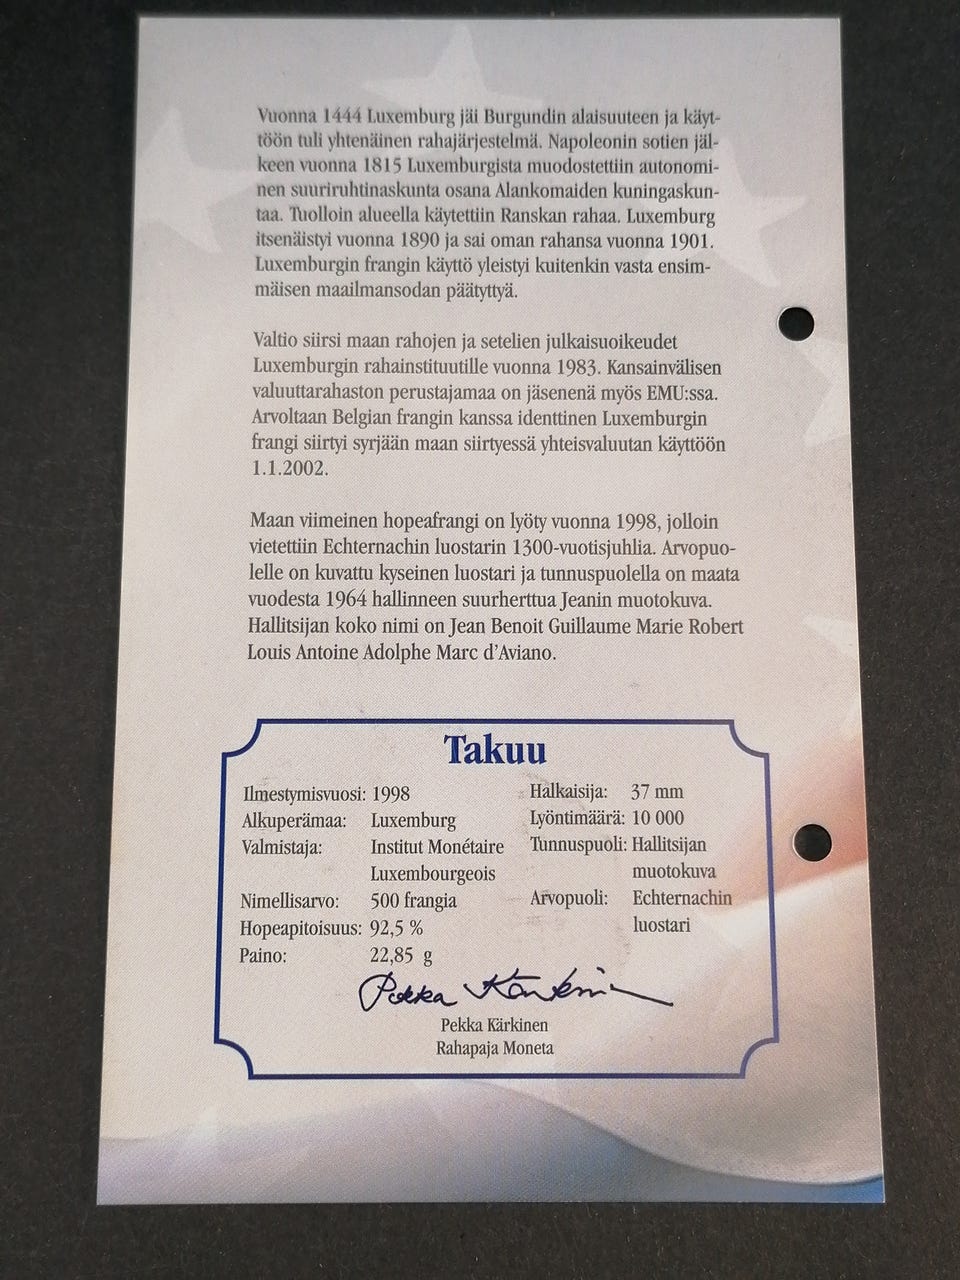 Vuonna 1444 Luxemburg jäi Burgundin alaisuuteen ja käyt-
töön tuli yhtenäinen rahajärjestelmä. Napoleonin sotien jäl-
keen vuonna 1815 Luxemburgista muodostettiin autonomi-
nen suuriruhtinaskunta osana Alankomaiden kuningaskun-
taa. Tuolloin alueella käytettiin Ranskan rahaa. Luxemburg
itsenäistyi vuonna 1890 ja sai oman rahansa vuonna 1901.
Luxemburgin frangin käyttö yleistyi kuitenkin vasta ensim-
mäisen maailmansodan päätyttyä.
Valtio siirsi maan rahojen ja setelien julkaisuoikeudet
Luxemburgin rahainstituutille vuonna 1983. Kansainvälisen
valuuttarahaston perustajamaa on jäsenenä myös EMU:ssa.
Arvoltaan Belgian frangin kanssa identtinen Luxemburgin
frangi siirtyi syrjään maan siirtyessä yhteisvaluutan käyttöön
1.1.2002.
Maan viimeinen hopeafrangi on lyöty vuonna 1998, jolloin
vietettiin Echternachin luostarin 1300-vuotisjuhlia. Arvopuo-
lelle on kuvattu kyseinen luostari ja tunnuspuolella on maata
vuodesta 1964 hallinneen suurherttua Jeanin muotokuva.
Hallitsijan koko nimi on Jean Benoit Guillaume Marie Robert
Louis Antoine Adolphe Marc d'Aviano.
Takuu
Ilmestymisvuosi: 1998
Alkuperämaa: Luxemburg
Valmistaja: Institut Monétaire
Luxembourgeois
Nimellisarvo: 500 frangia
Hopeapitoisuus: 92,5 %
Paino: 22,85 g
Halkaisija: 37 mm
Lyöntimäärä: 10 000
Tunnuspuoli: Hallitsijan
muotokuva
Arvopuoli: Echternachin
luostari
Pekka Kärkinen
Pekka Kärkinen
Rahapaja Moneta